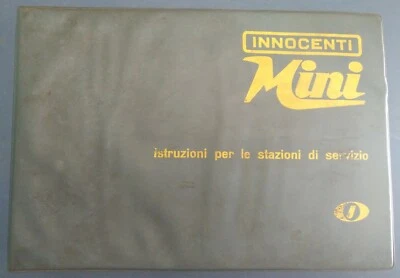 INNOCENTI
Mini
istruzioni per le stazioni di servizio